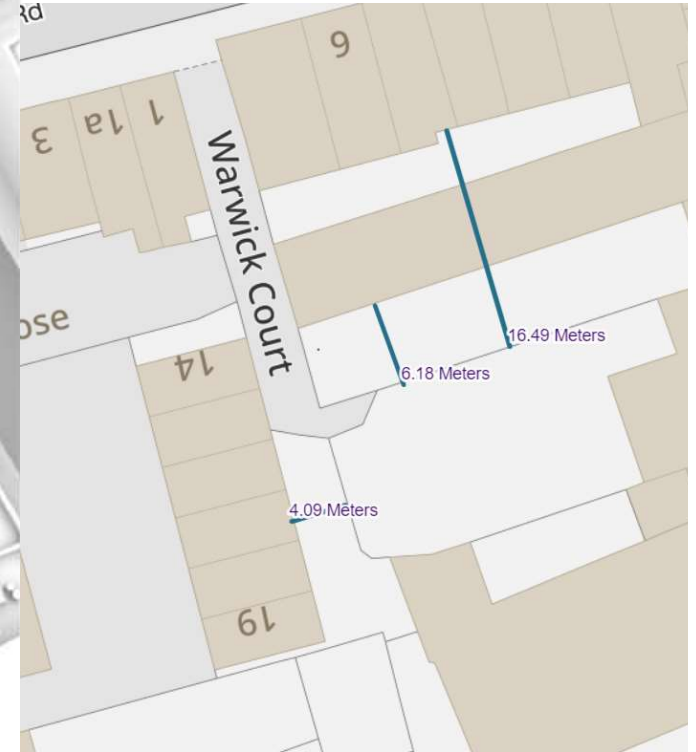 Rd
9
3
1a
1
Warwick Court
ose
14
16.49 Meters
6.18 Meters
4.09 Meters
19